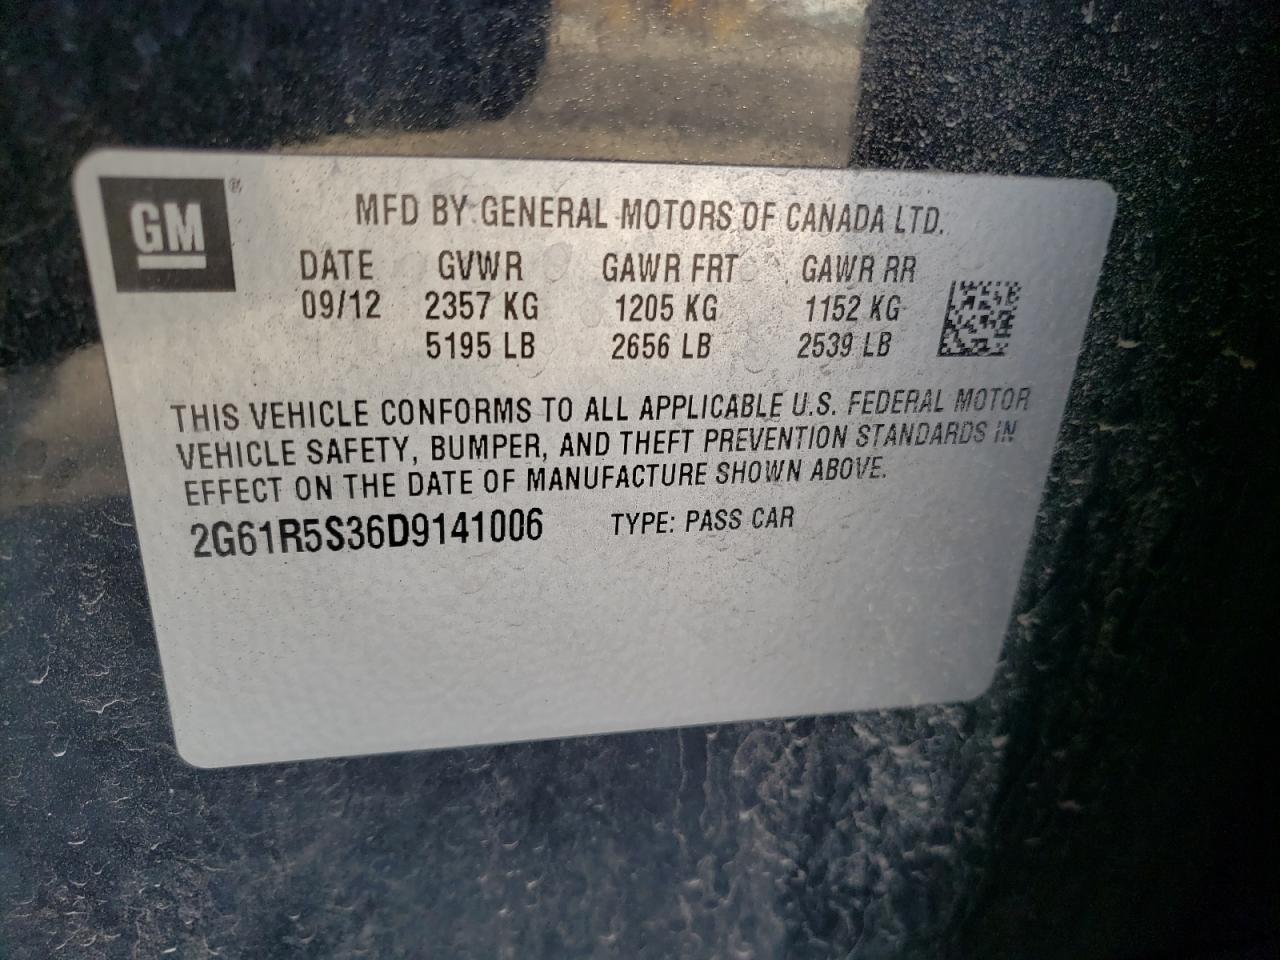 GM ®
MFD BY GENERAL MOTORS OF CANADA LTD.
DATE GVWR GAWR FRT GAWR RR
09/12 2357 KG 1205 KG 1152 KG
5195 LB 2656 LB 2539 LB
THIS VEHICLE CONFORMS TO ALL APPLICABLE U.S. FEDERAL MOTOR
VEHICLE SAFETY, BUMPER, AND THEFT PREVENTION STANDARDS IN
EFFECT ON THE DATE OF MANUFACTURE SHOWN ABOVE.
2G61R5S36D9141006 TYPE: PASS CAR